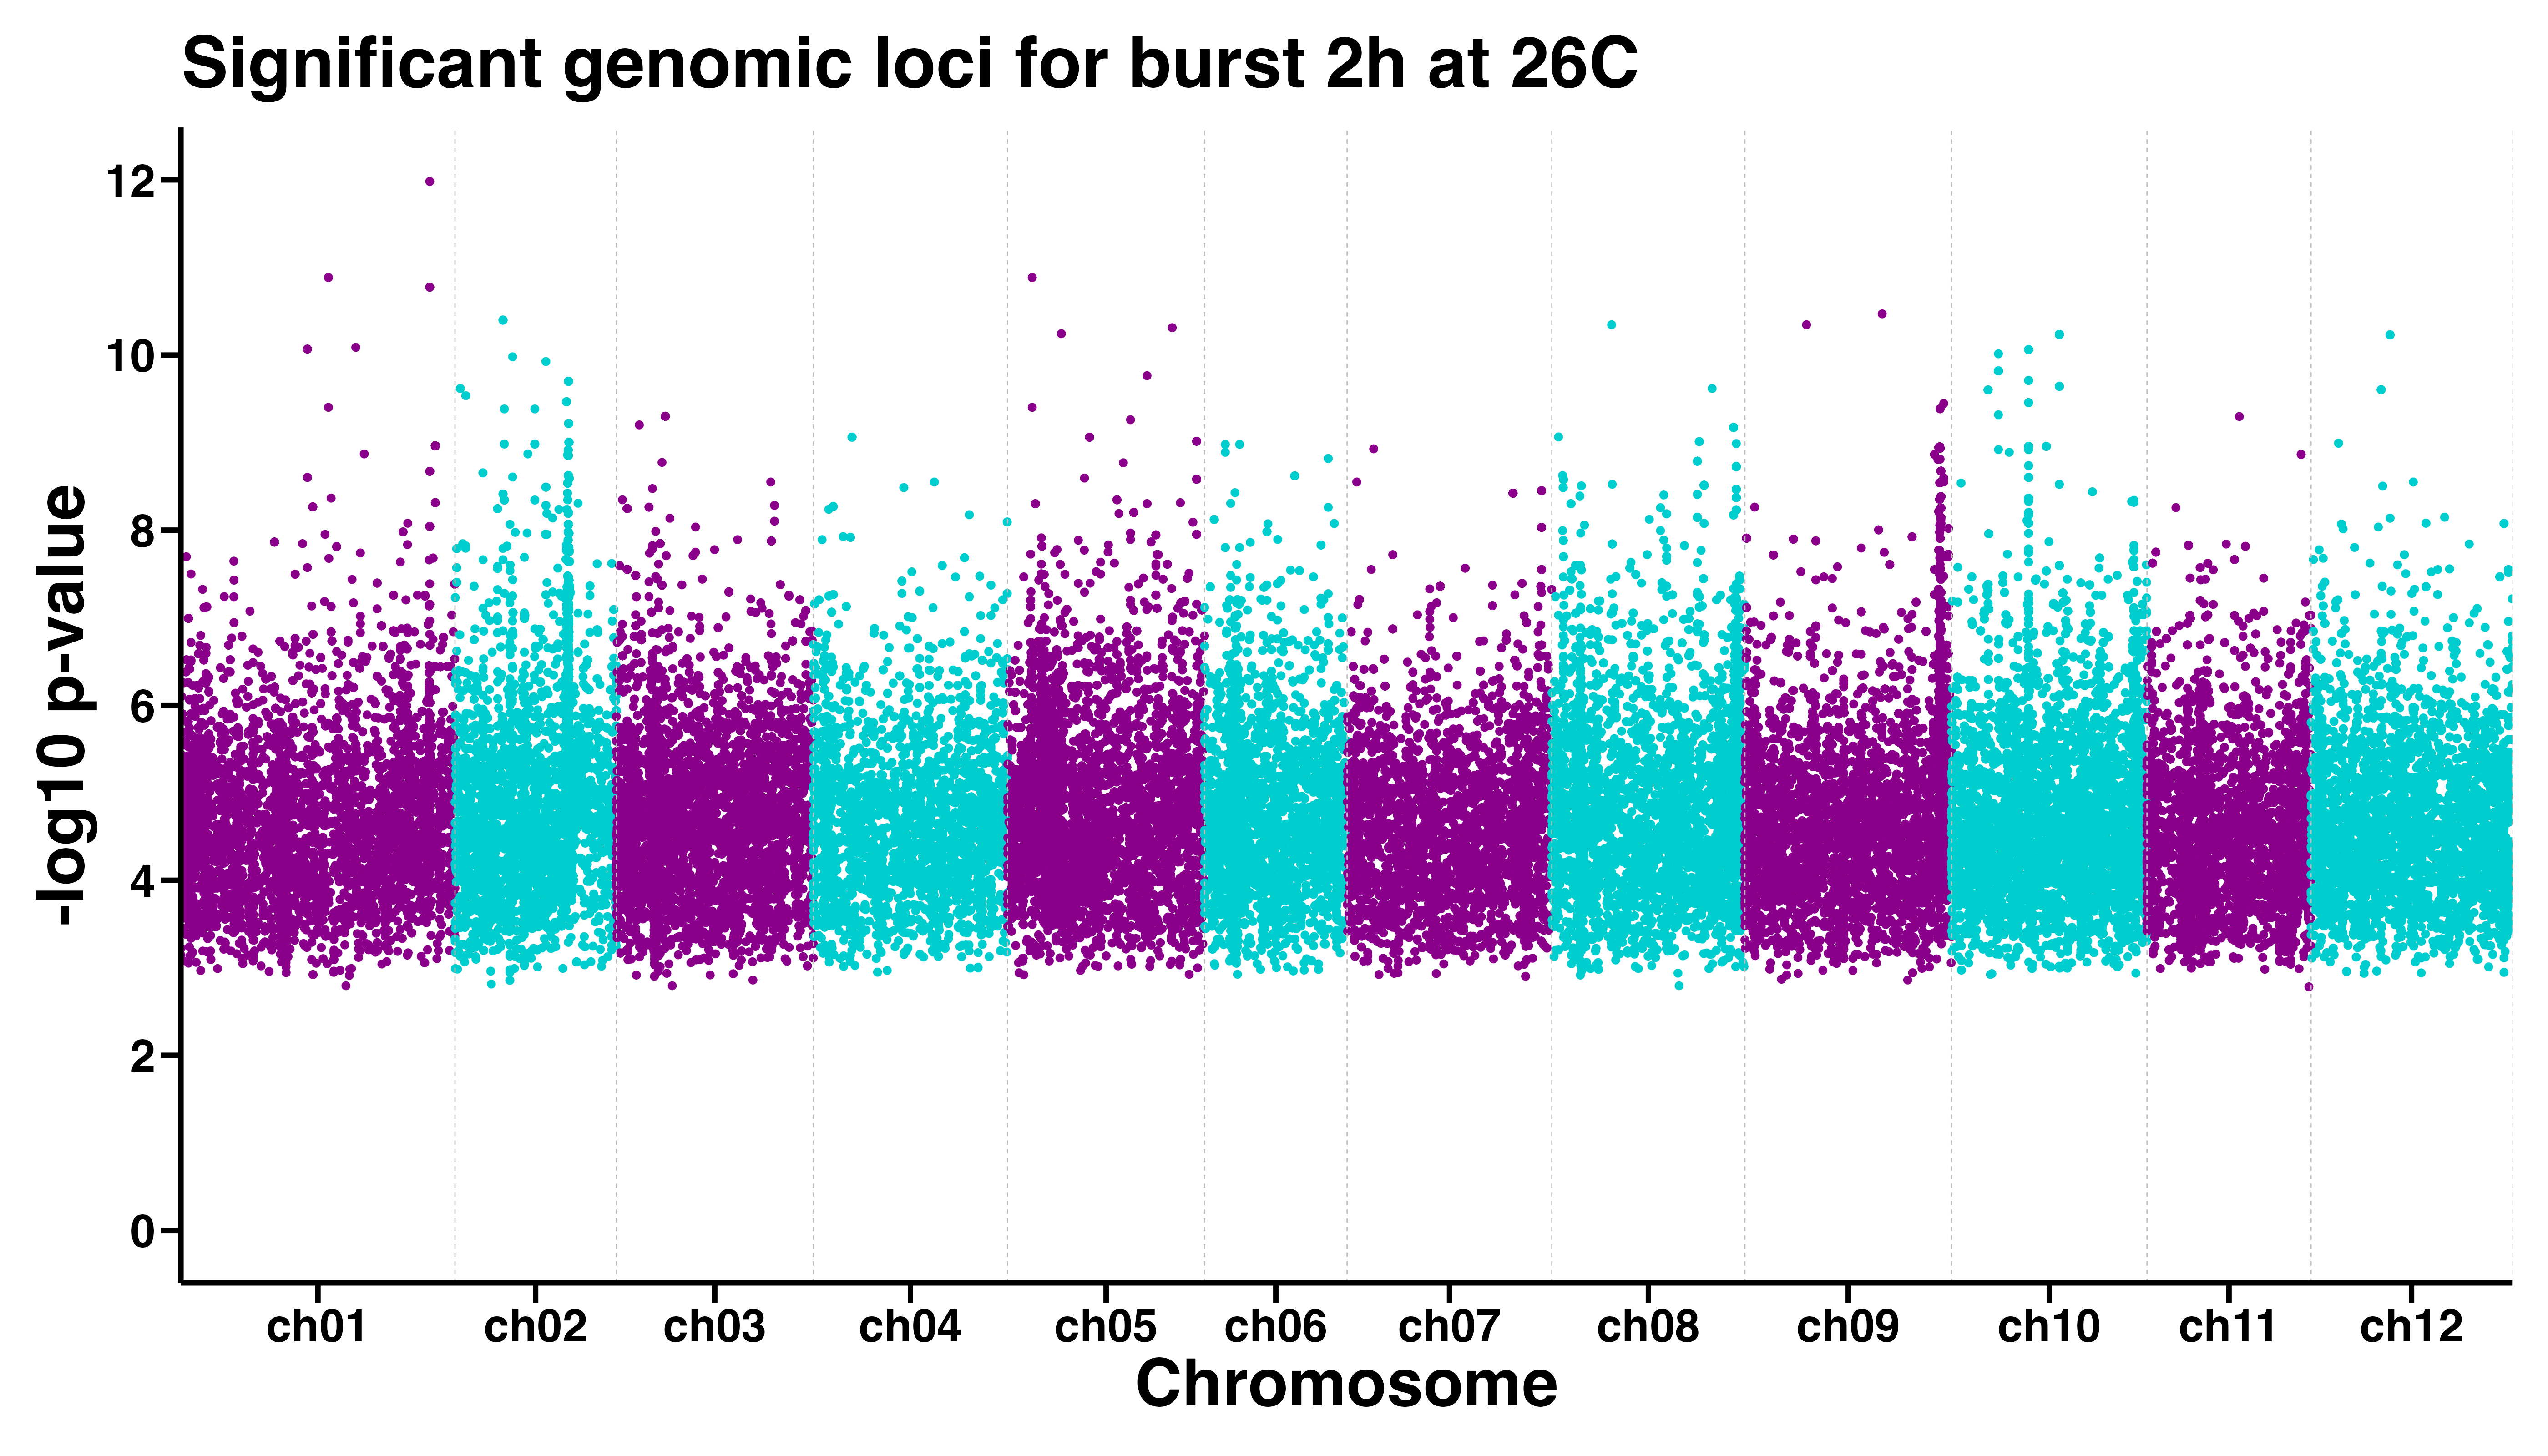 Significant genomic loci for burst 2h at 26C
-log10 p-value
12
10
8
6
4
2
0
ch01 ch02 ch03 ch04 ch05 ch06 ch07 ch08 ch09 ch10 ch11 ch12
Chromosome